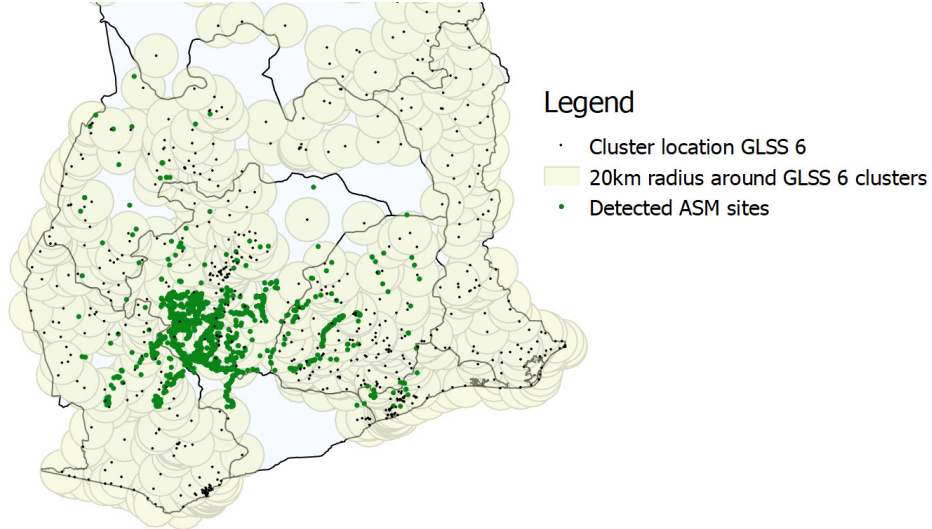 Legend
Cluster location GLSS 6
20km radius around GLSS 6 clusters
Detected ASM sites